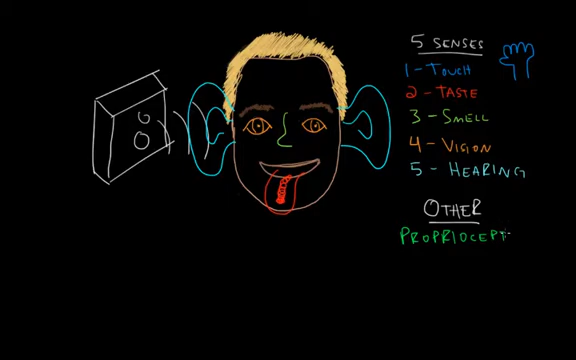 5 SENSES
1 - TOUCH
2 - TASTE
3 - SMELL
4 - VISION
5 - HEARING
OTHER
PROPRIOCEPT